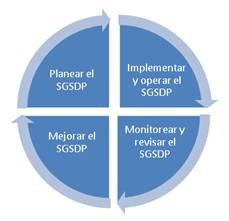 Planear el
SGSDP
Implementar
y operar el
SGSDP
Mejorar el
SGSDP
Monitorear y
revisar el
SGSDP